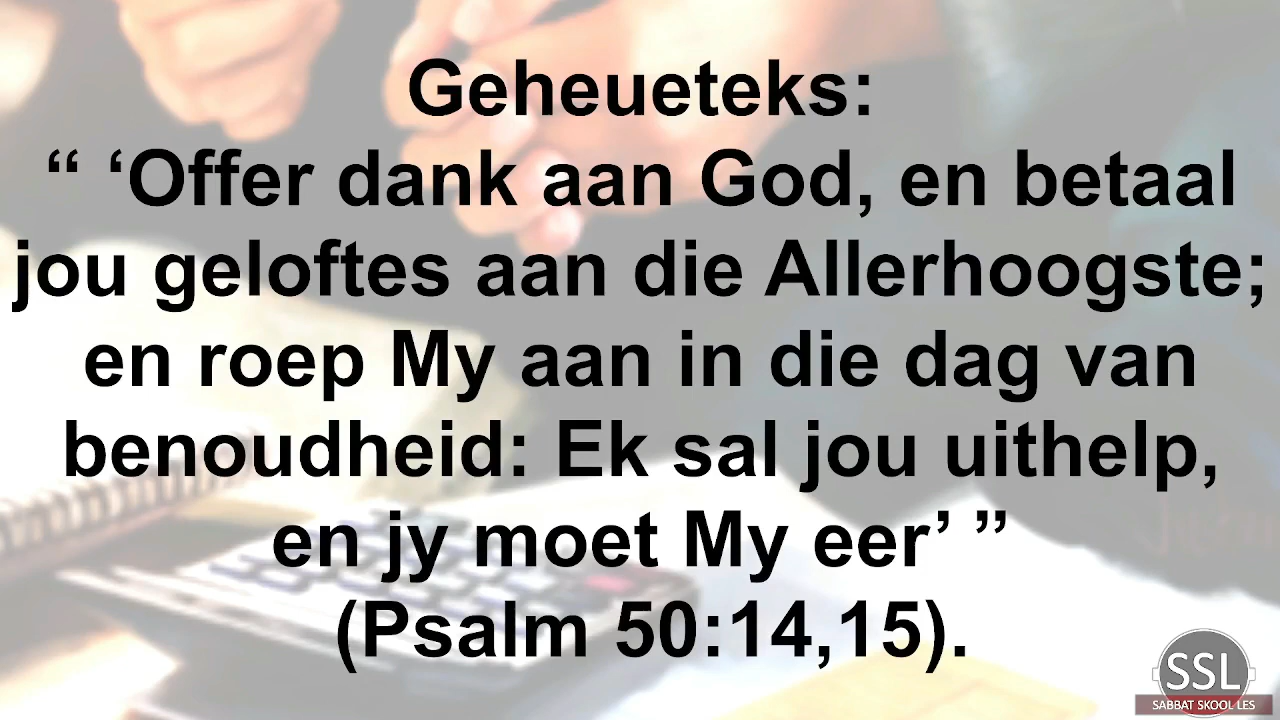 Geheueteks:
“ ‘Offer dank aan God, en betaal
jou geloftes aan die Allerhoogste;
en roep My aan in die dag van
benoudheid: Ek sal jou uithelp,
en jy moet My eer’ ”
(Psalm 50:14,15).
SSL
SABBAT SKOOL LES